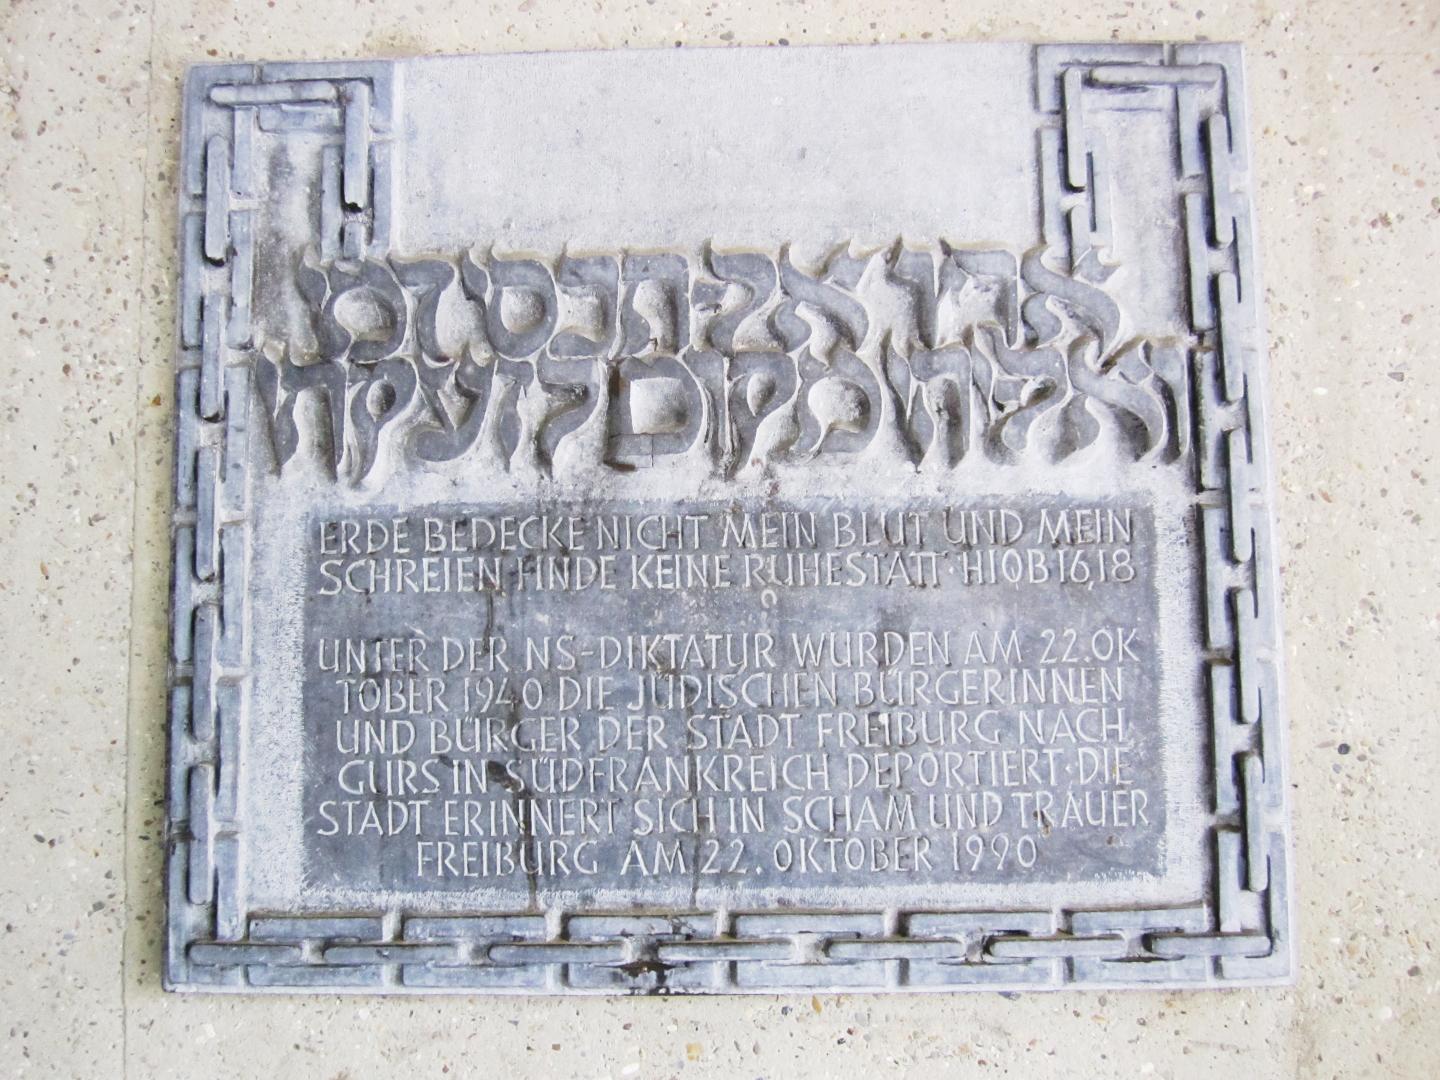 ארץ אל תכסי דמי
ואל יהי מקום לזעקתי
ERDE BEDECKE NICHT MEIN BLUT UND MEIN
SCHREIEN FINDE KEINE RUHESTATT · HIOB 16,18
UNTER DER NS-DIKTATUR WURDEN AM 22. OK
TOBER 1940 DIE JÜDISCHEN BÜRGERINNEN
UND BÜRGER DER STADT FREIBURG NACH
GURS IN SÜDFRANKREICH DEPORTIERT · DIE
STADT ERINNERT SICH IN SCHAM UND TRAUER
FREIBURG AM 22. OKTOBER 1990